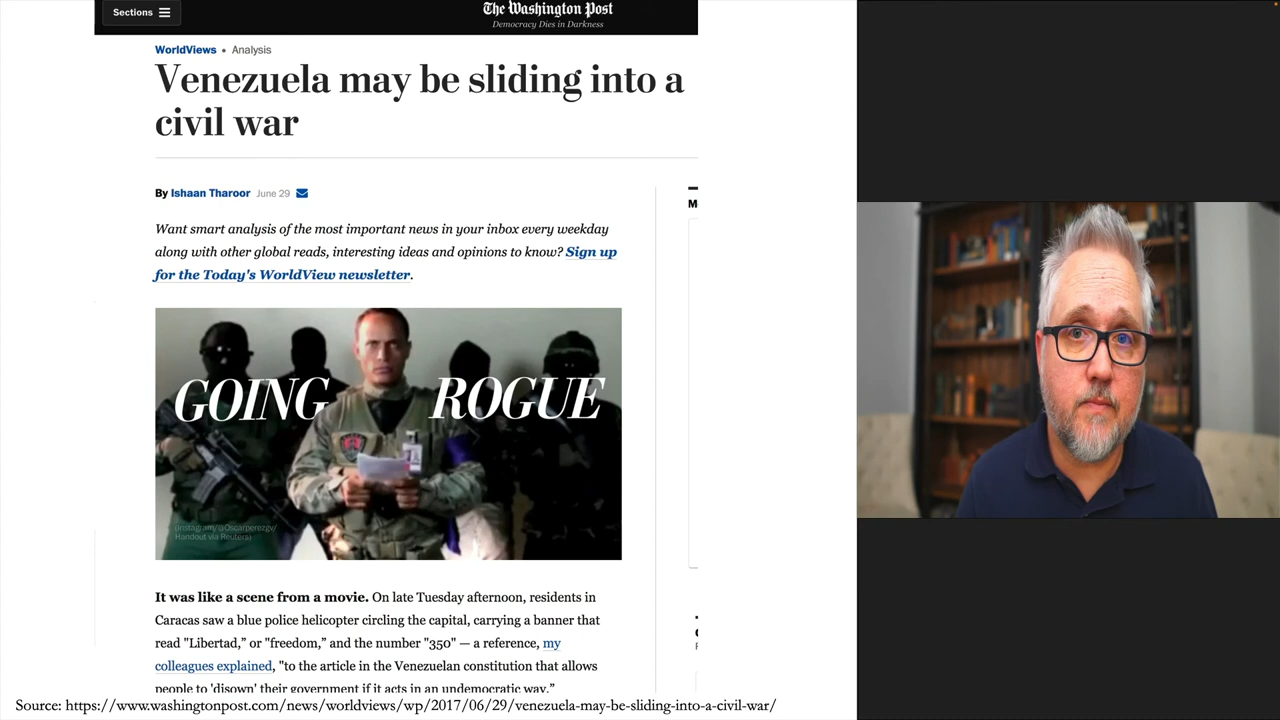 Sections
The Washington Post
Democracy Dies in Darkness
WorldViews • Analysis
Venezuela may be sliding into a
civil war
By Ishaan Tharoor June 29
M
Want smart analysis of the most important news in your inbox every weekday
along with other global reads, interesting ideas and opinions to know? Sign up
for the Today's WorldView newsletter.
GOING ROGUE
(Instagram/@Oscarperezgv/
Handout via Reuters)
It was like a scene from a movie. On late Tuesday afternoon, residents in
Caracas saw a blue police helicopter circling the capital, carrying a banner that
read "Libertad,” or "freedom,” and the number "350" — a reference, my
colleagues explained, "to the article in the Venezuelan constitution that allows
people to 'disown' their government if it acts in an undemocratic way.”
Source: https://www.washingtonpost.com/news/worldviews/wp/2017/06/29/venezuela-may-be-sliding-into-a-civil-war/